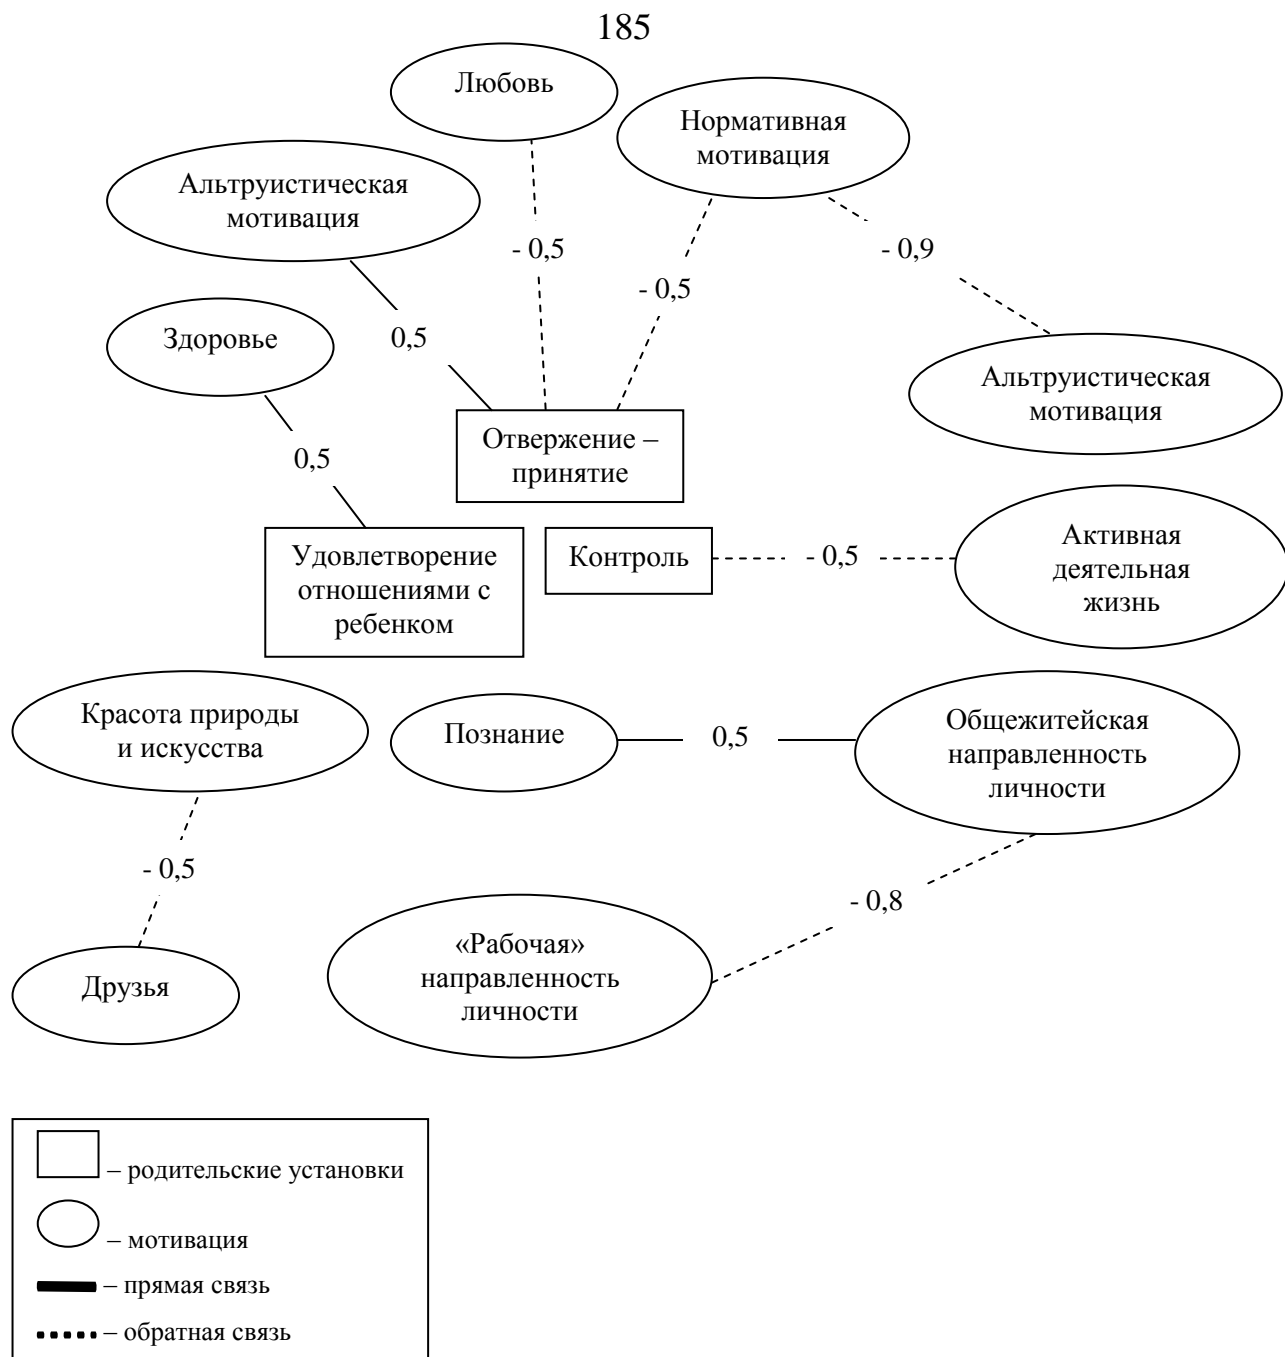 185
Любовь
Нормативная
мотивация
Альтруистическая
мотивация
- 0,5
- 0,9
- 0,5
Здоровье
0,5
Альтруистическая
мотивация
0,5
Отвержение –
принятие
Удовлетворение
отношениями с
ребенком
Контроль
- 0,5
Активная
деятельная
жизнь
Красота природы
и искусства
Познание
0,5
Общежитейская
направленность
личности
- 0,5
- 0,8
«Рабочая»
направленность
личности
Друзья
– родительские установки
– мотивация
– прямая связь
– обратная связь